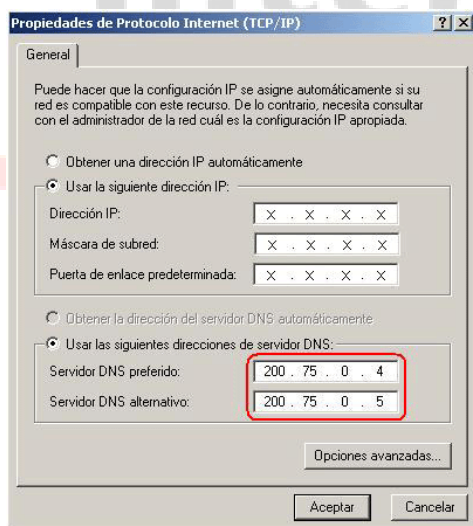 Propiedades de Protocolo Internet (TCP/IP)
General
Puede hacer que la configuración IP se asigne automáticamente si su
red es compatible con este recurso. De lo contrario, necesita consultar
con el administrador de la red cuál es la configuración IP apropiada.
Obtener una dirección IP automáticamente
Usar la siguiente dirección IP:
Dirección IP: x . x . x . x
Máscara de subred: x . x . x . x
Puerta de enlace predeterminada: x . x . x . x
Obtener la dirección del servidor DNS automáticamente
Usar las siguientes direcciones de servidor DNS:
Servidor DNS preferido: 200 . 75 . 0 . 4
Servidor DNS alternativo: 200 . 75 . 0 . 5
Opciones avanzadas...
Aceptar Cancelar